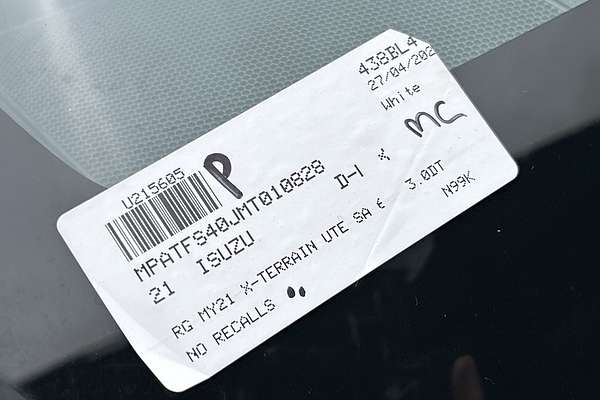 U215605
P
438BL4
27/04/202
White
mc
MPATFS40JMT010828
21 ISUZU
D-I
RG MY21 X-TERRAIN UTE SA
3.0DT
NO RECALLS
N99K